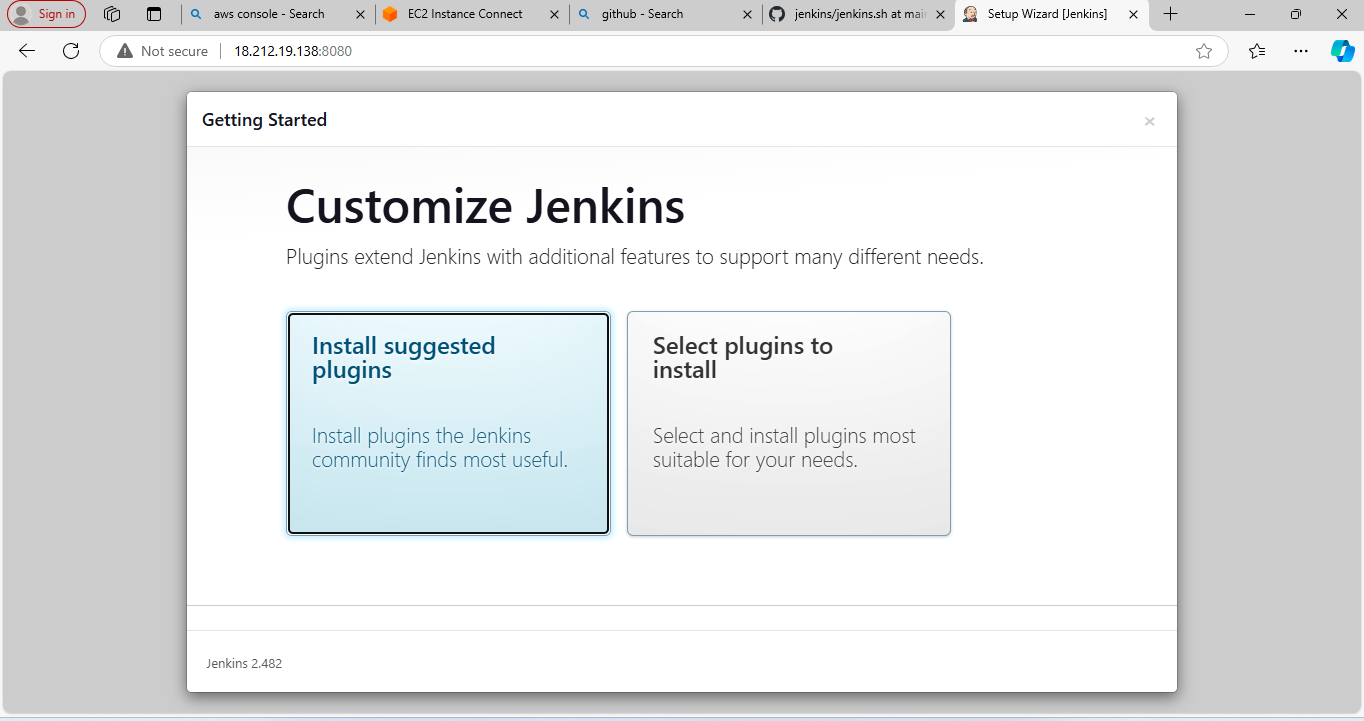 Sign in
aws console - Search
EC2 Instance Connect
github - Search
jenkins/jenkins.sh at mai
Setup Wizard [Jenkins]
Not secure
18.212.19.138:8080
Getting Started
×
Customize Jenkins
Plugins extend Jenkins with additional features to support many different needs.
Install suggested
plugins
Install plugins the Jenkins
community finds most useful.
Select plugins to
install
Select and install plugins most
suitable for your needs.
Jenkins 2.482